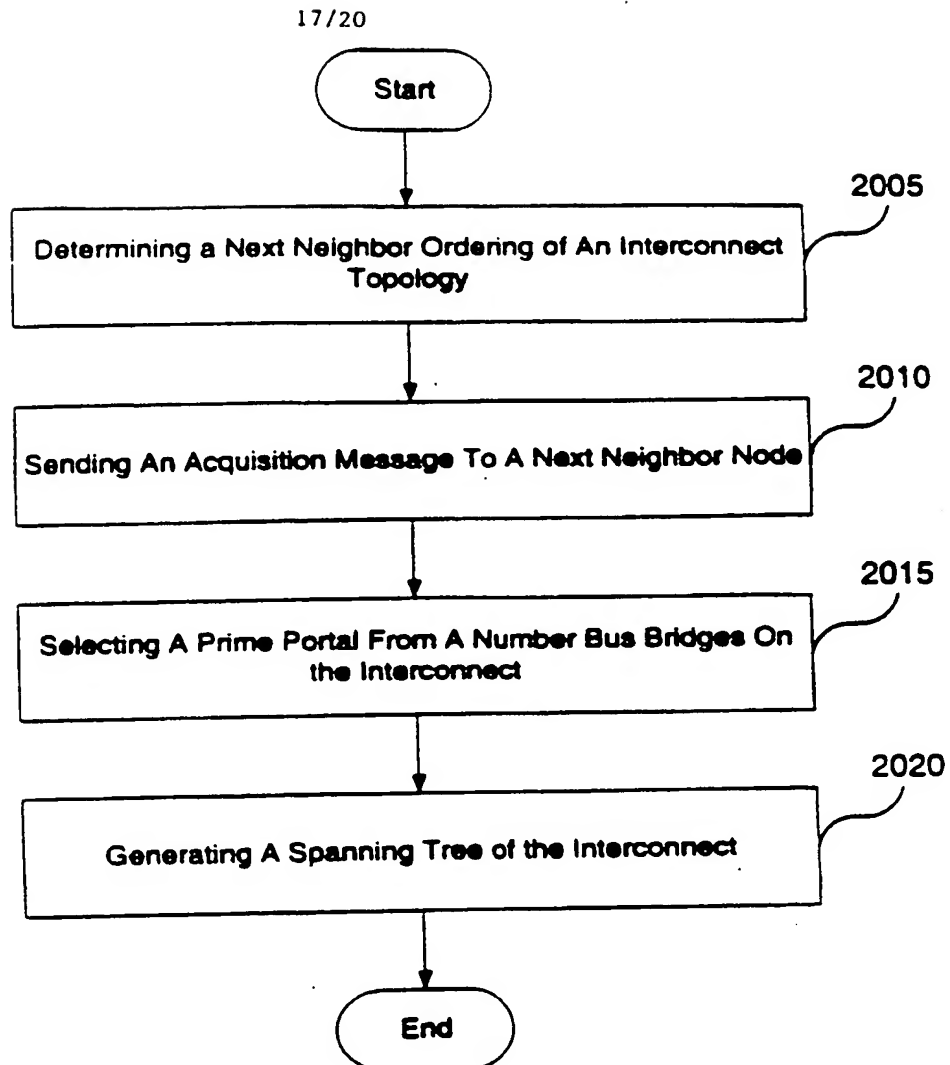 17/20
Start
2005
Determining a Next Neighbor Ordering of An Interconnect
Topology
2010
Sending An Acquisition Message To A Next Neighbor Node
2015
Selecting A Prime Portal From A Number Bus Bridges On
the Interconnect
2020
Generating A Spanning Tree of the Interconnect
End